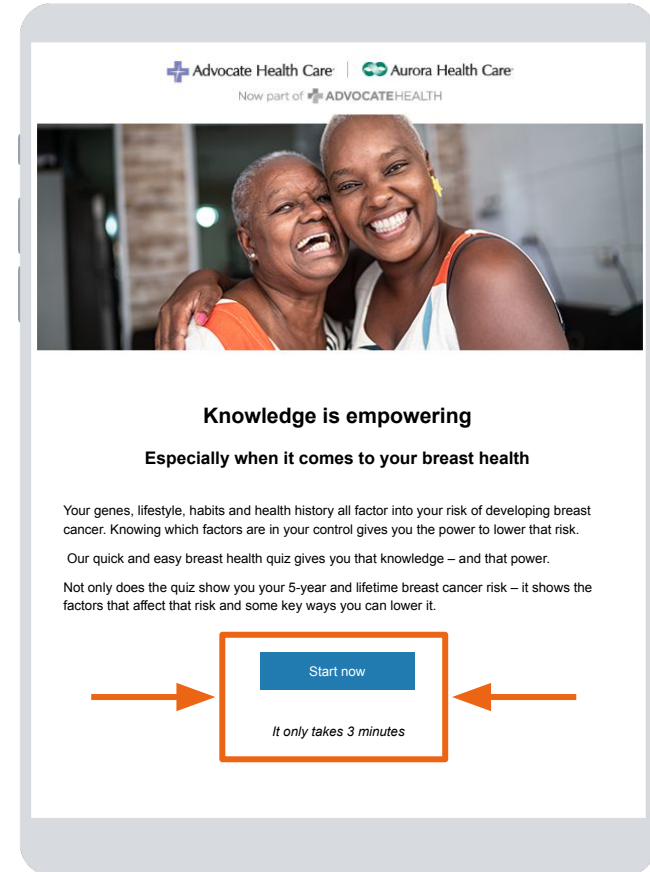 Advocate Health Care Aurora Health Care
Now part of ADVOCATEHEALTH
Knowledge is empowering
Especially when it comes to your breast health
Your genes, lifestyle, habits and health history all factor into your risk of developing breast
cancer. Knowing which factors are in your control gives you the power to lower that risk.
Our quick and easy breast health quiz gives you that knowledge – and that power.
Not only does the quiz show you your 5-year and lifetime breast cancer risk – it shows the
factors that affect that risk and some key ways you can lower it.
Start now
It only takes 3 minutes